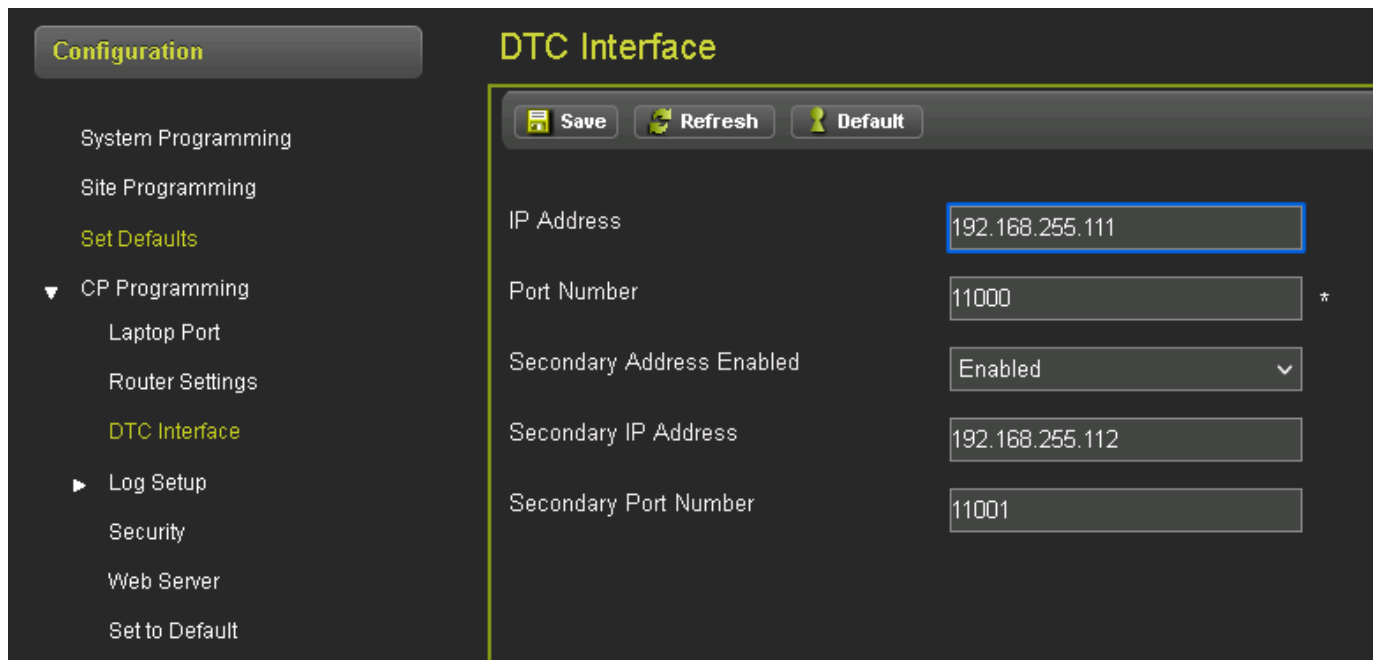 Configuration
System Programming
Site Programming
Set Defaults
CP Programming
Laptop Port
Router Settings
DTC Interface
Log Setup
Security
Web Server
Set to Default
DTC Interface
Save Refresh Default
IP Address 192.168.255.111
Port Number 11000 *
Secondary Address Enabled Enabled
Secondary IP Address 192.168.255.112
Secondary Port Number 11001